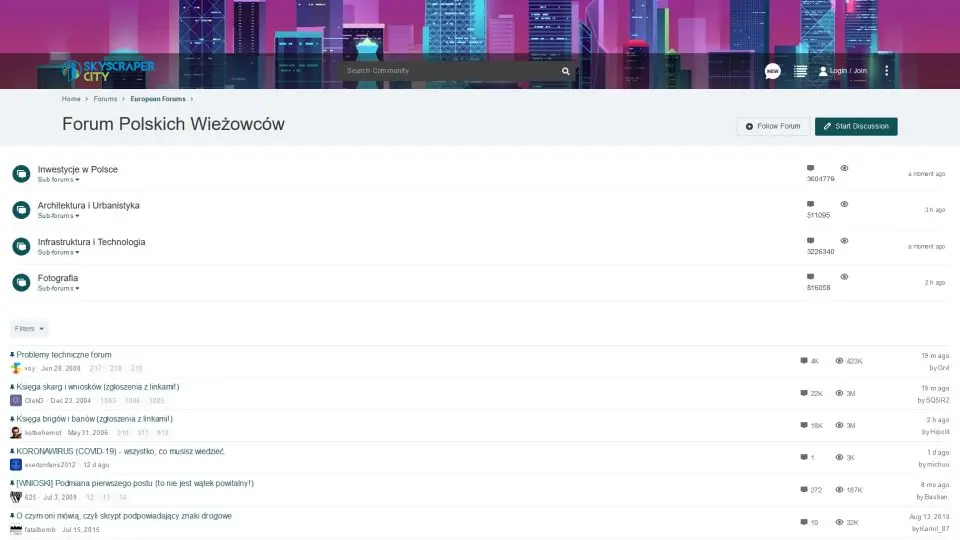 SKYSCRAPER
CITY
Search Community
NEW
Login / Join
Home
Forums
European Forums
Forum Polskich Wieżowców
Follow Forum
Start Discussion
Inwestycje w Polsce
Sub-forums
3604779
a moment ago
Architektura i Urbanistyka
Sub-forums
511095
3 h ago
Infrastruktura i Technologia
Sub-forums
3226340
a moment ago
Fotografia
Sub-forums
816058
2 h ago
Filters
Problemy techniczne forum
4K 423K
19 m ago
voy · Jun 28, 2008 217 218 219
by Gryl
Księga skarg i wniosków (zgłoszenia z linkami!)
22K 3M
19 m ago
OlekD · Dec 23, 2004 1083 1084 1085
by SQ5IRZ
Księga brigów i banów (zgłoszenia z linkami!)
18K 3M
2 h ago
kotbehemot · May 31, 2006 910 911 912
by Hipolit
KORONAWIRUS (COVID-19) - wszystko, co musisz wiedzieć.
1 3K
1 d ago
evertonfans2012 · 12 d ago
by michuu
[WNIOSKI] Podmiana pierwszego postu (to nie jest wątek powitalny!)
272 187K
8 mo ago
625 · Jul 3, 2009 12 13 14
by Bastian.
O czym oni mówią, czyli skrypt podpowiadający znaki drogowe
19 32K
Aug 13, 2018
fatalbomb · Jul 15, 2015
by Kamil_87